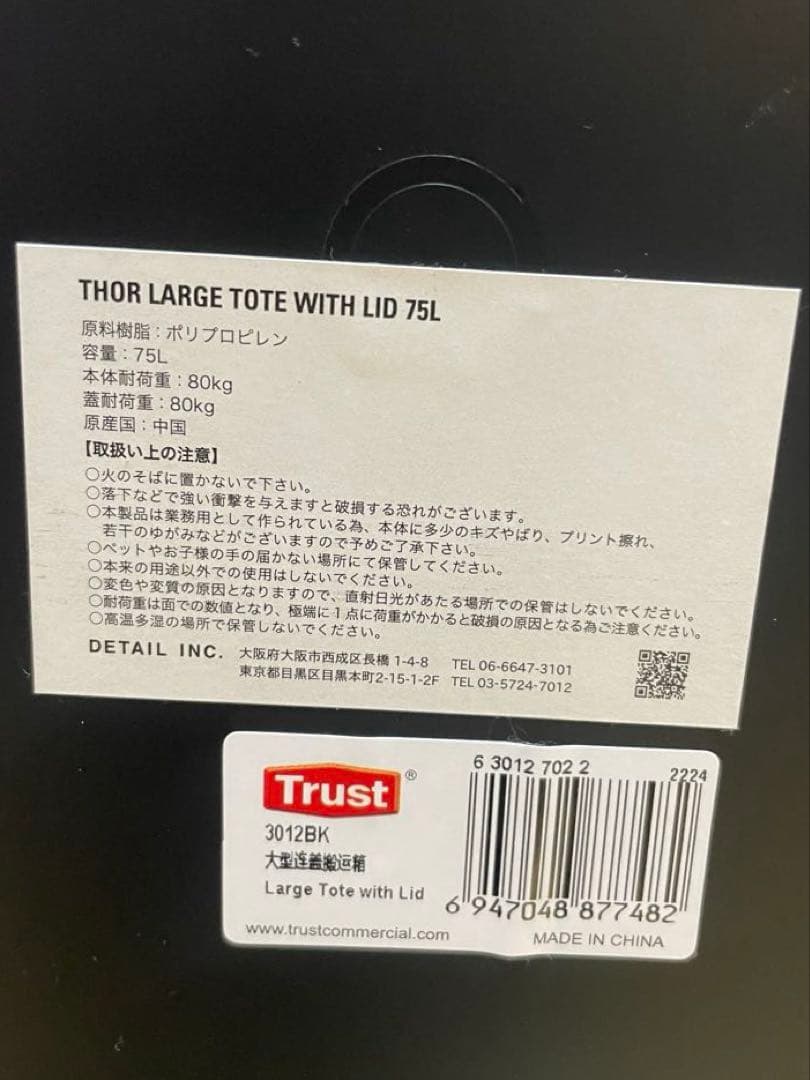 THOR LARGE TOTE WITH LID 75L
原料樹脂：ポリプロピレン
容量：75L
本体耐荷重：80kg
蓋耐荷重：80kg
原産国：中国
【取扱い上の注意】
○火のそばに置かないで下さい。
○落下などで強い衝撃を与えますと破損する恐れがございます。
○本製品は業務用として作られている為、本体に多少のキズやばり、プリント擦れ、
若干のゆがみなどがございますので予めご了承下さい。
○ペットやお子様の手の届かない場所にて保管してください。
○本来の用途以外での使用はしないでください。
○変色や変質の原因となりますので、直射日光があたる場所での保管はしないでください。
○耐荷重は面での数値となり、極端に１点に荷重がかかると破損の原因となる為ご注意ください。
○高温多湿の場所で保管しないでください。
DETAIL INC. 大阪府大阪市西成区長橋 1-4-8 TEL 06-6647-3101
東京都目黒区目黒本町2-15-1-2F TEL 03-5724-7012
Trust®
3012BK
大型连盖搬运箱
Large Tote with Lid
www.trustcommercial.com
6 3012 702 2
2224
6 947048 877482
MADE IN CHINA